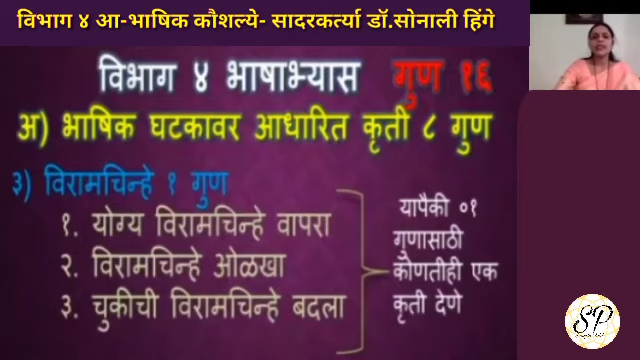 विभाग ४ आ-भाषिक कौशल्ये- सादरकर्त्या डॉ.सोनाली हिंगे
विभाग ४ भाषाभ्यास गुण १६
अ) भाषिक घटकावर आधारित कृती ८ गुण
३) विरामचिन्हे १ गुण
१. योग्य विरामचिन्हे वापरा
२. विरामचिन्हे ओळखा
३. चुकीची विरामचिन्हे बदला
यापैकी ०१
गुणासाठी
कोणतीही एक
कृती देणे
SP